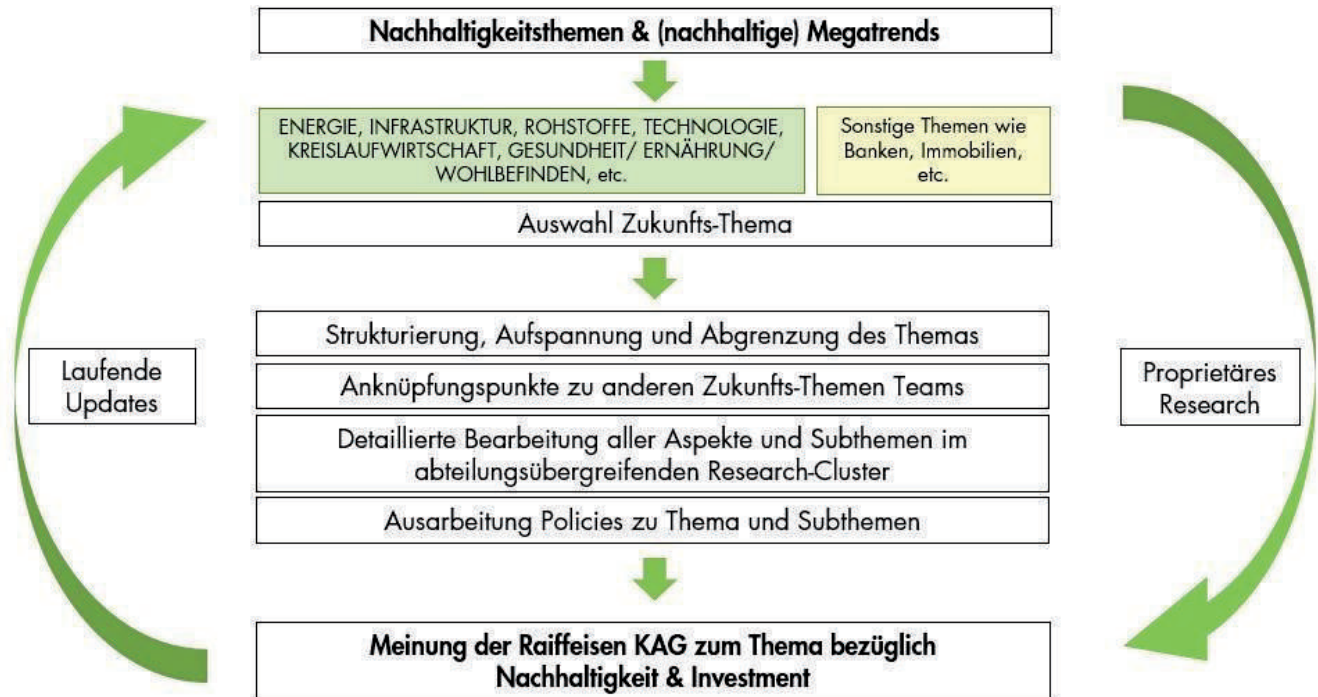 Nachhaltigkeitsthemen & (nachhaltige) Megatrends
ENERGIE, INFRASTRUKTUR, ROHSTOFFE, TECHNOLOGIE,
KREISLAUFWIRTSCHAFT, GESUNDHEIT/ ERNÄHRUNG/
WOHLBEFINDEN, etc.
Sonstige Themen wie
Banken, Immobilien,
etc.
Auswahl Zukunfts-Thema
Strukturierung, Aufspannung und Abgrenzung des Themas
Anknüpfungspunkte zu anderen Zukunfts-Themen Teams
Detaillierte Bearbeitung aller Aspekte und Subthemen im
abteilungsübergreifenden Research-Cluster
Ausarbeitung Policies zu Thema und Subthemen
Laufende
Updates
Proprietäres
Research
Meinung der Raiffeisen KAG zum Thema bezüglich
Nachhaltigkeit & Investment